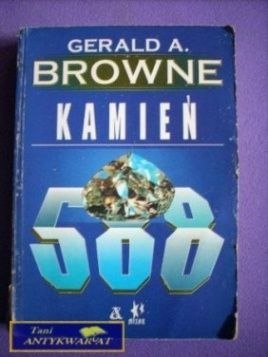 GERALD A.
BROWNE
KAMIEŃ
588
&
Tani
ANTYKWARIAT